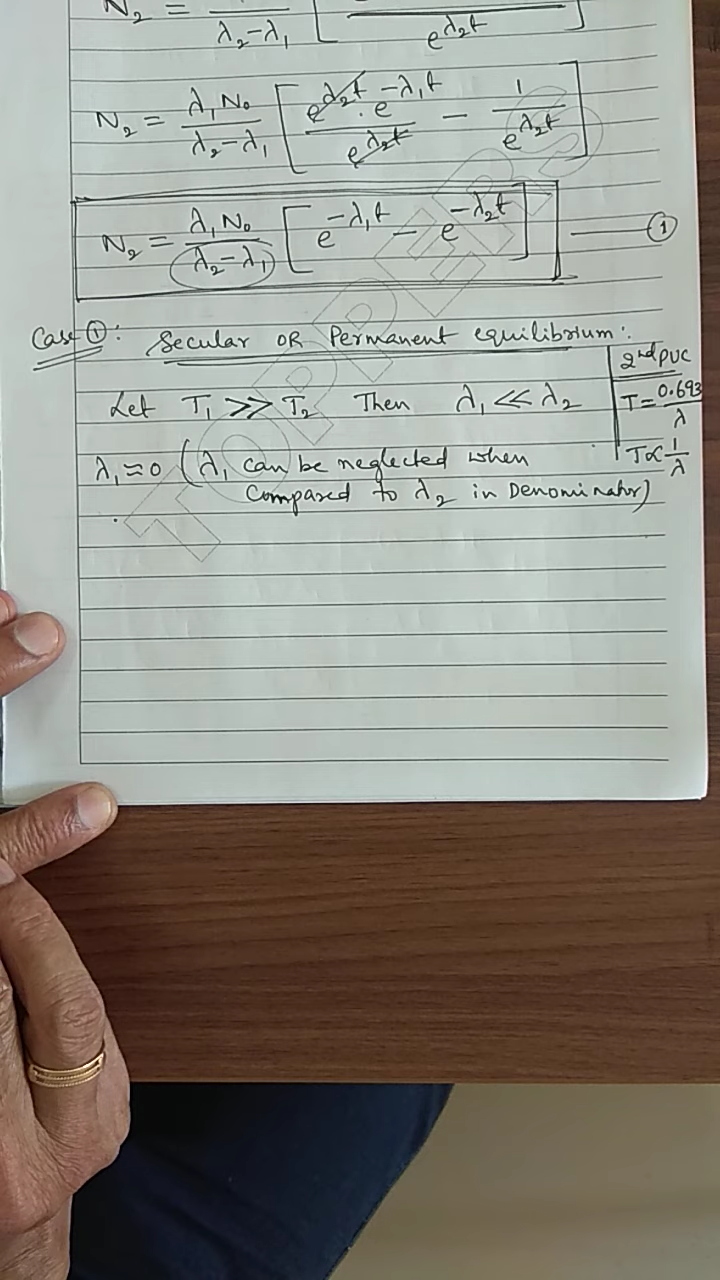 N₂ = / λ₂-λ₁ [ / e^λ₂t ]
N₂ = λ₁N₀ / λ₂-λ₁ [ e^λ₂t · e^-λ₁t / e^λ₂t - 1 / e^λ₂t ]
N₂ = λ₁N₀ / λ₂-λ₁ [ e^-λ₁t - e^-λ₂t ] —— ①
Case ①: Secular OR Permanent equilibrium:
2nd PUC
T = 0.693 / λ
T ∝ 1 / λ
Let T₁ >> T₂ Then λ₁ << λ₂
λ₁ ≈ 0 (λ₁ can be neglected when
compared to λ₂ in Denominator)
TOPPERS